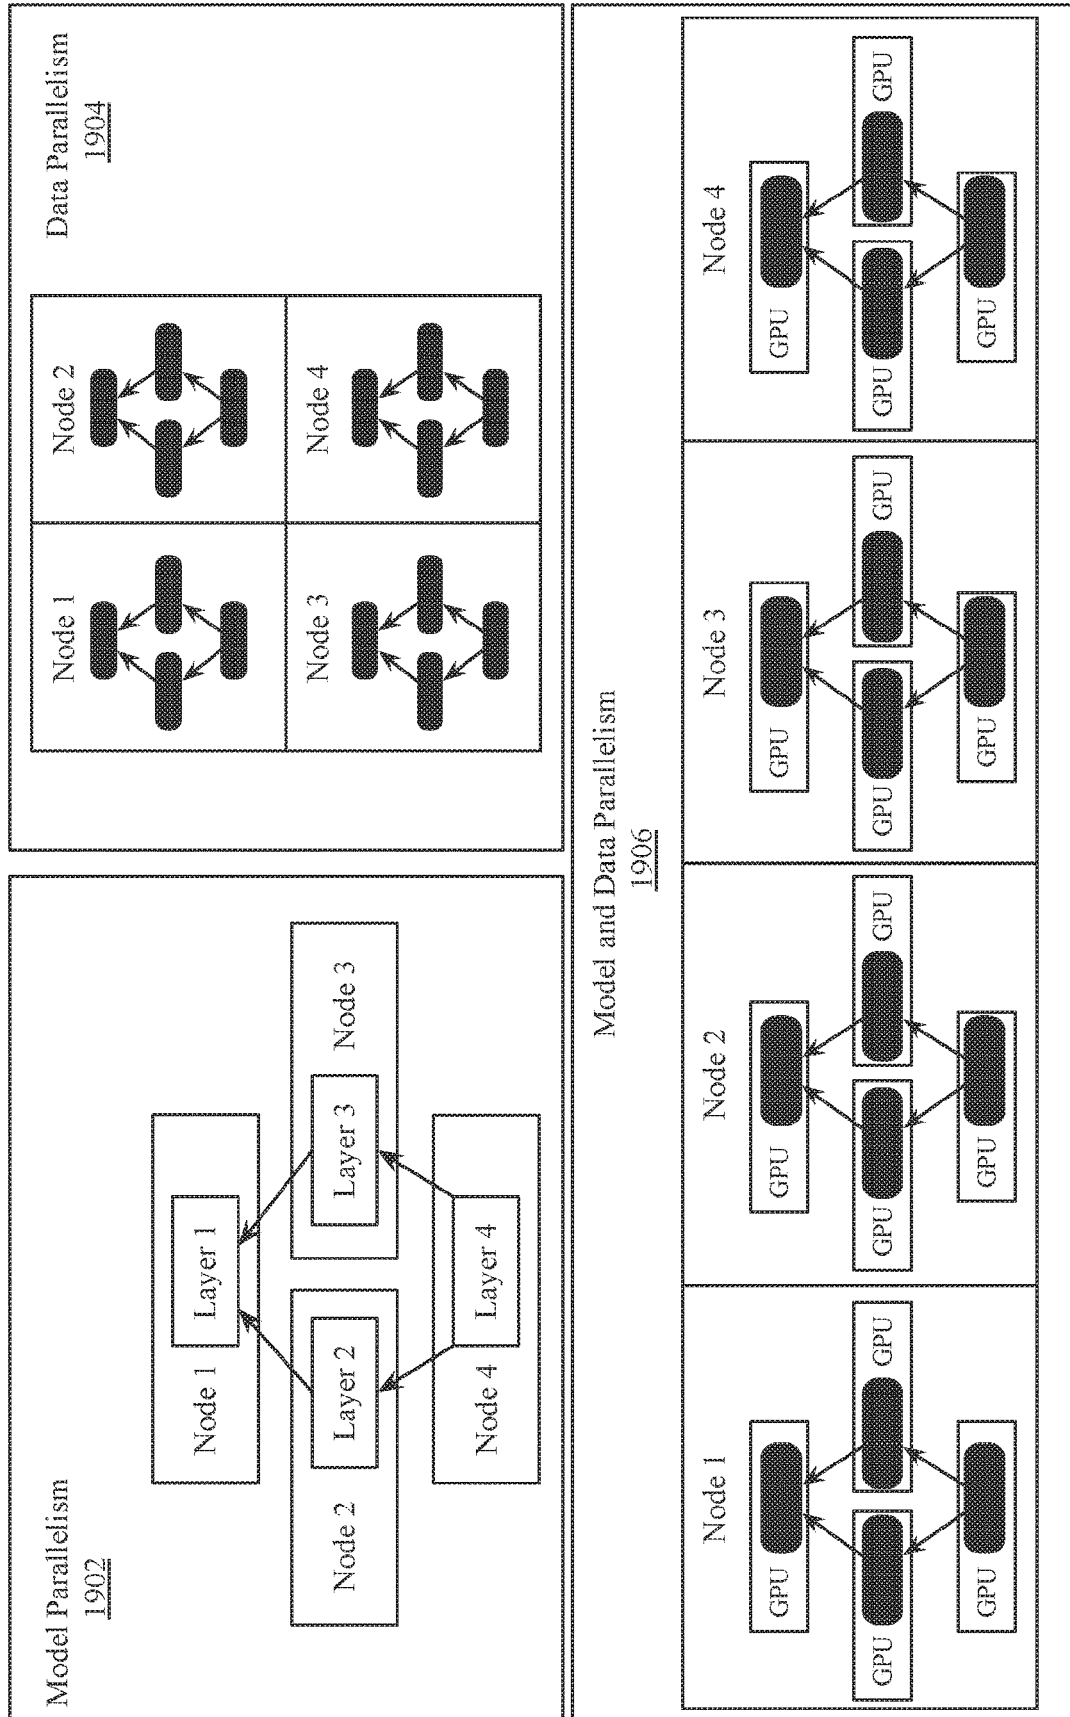 Model Parallelism
1902
Node 1
Layer 1
Node 2
Layer 2
Layer 3
Node 3
Node 4
Layer 4
Data Parallelism
1904
Node 1
Node 2
Node 3
Node 4
Model and Data Parallelism
1906
Node 1
GPU
GPU
GPU
GPU
Node 2
GPU
GPU
GPU
GPU
Node 3
GPU
GPU
GPU
GPU
Node 4
GPU
GPU
GPU
GPU